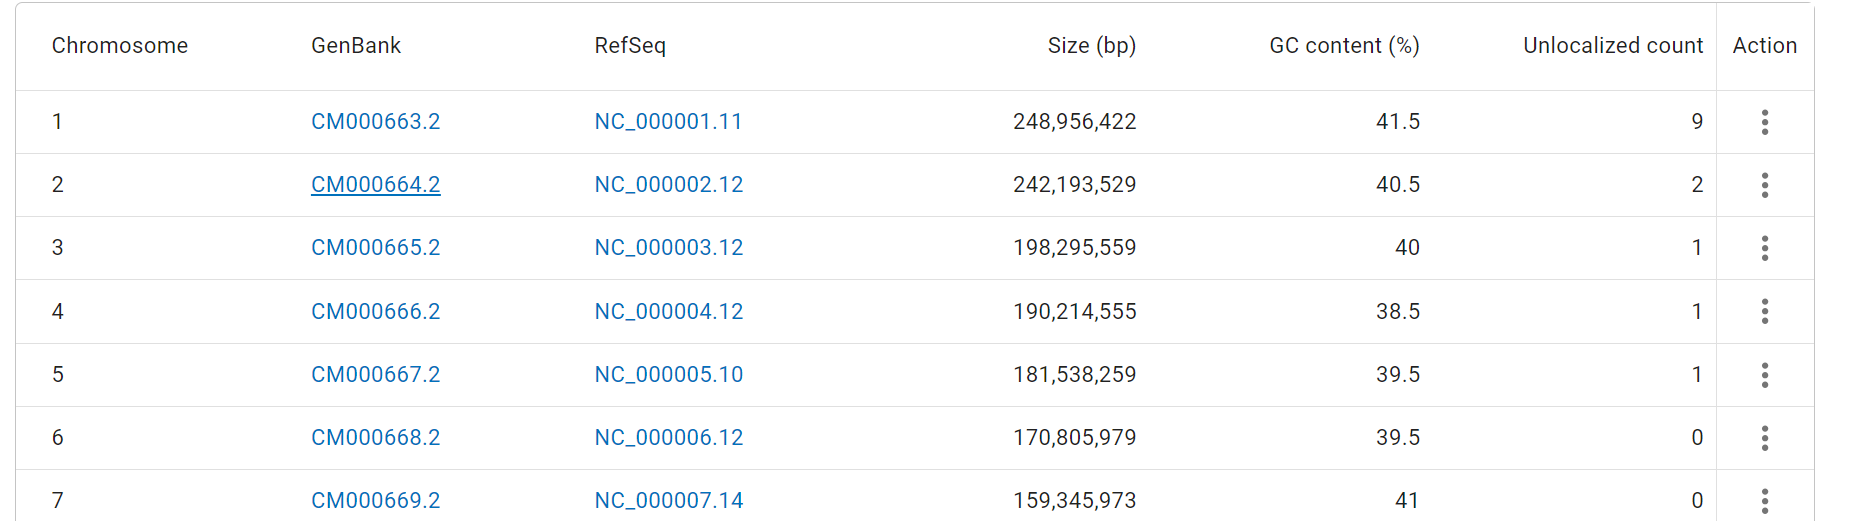 Chromosome GenBank RefSeq Size (bp) GC content (%) Unlocalized count Action
1 CM000663.2 NC_000001.11 248,956,422 41.5 9
2 CM000664.2 NC_000002.12 242,193,529 40.5 2
3 CM000665.2 NC_000003.12 198,295,559 40 1
4 CM000666.2 NC_000004.12 190,214,555 38.5 1
5 CM000667.2 NC_000005.10 181,538,259 39.5 1
6 CM000668.2 NC_000006.12 170,805,979 39.5 0
7 CM000669.2 NC_000007.14 159,345,973 41 0